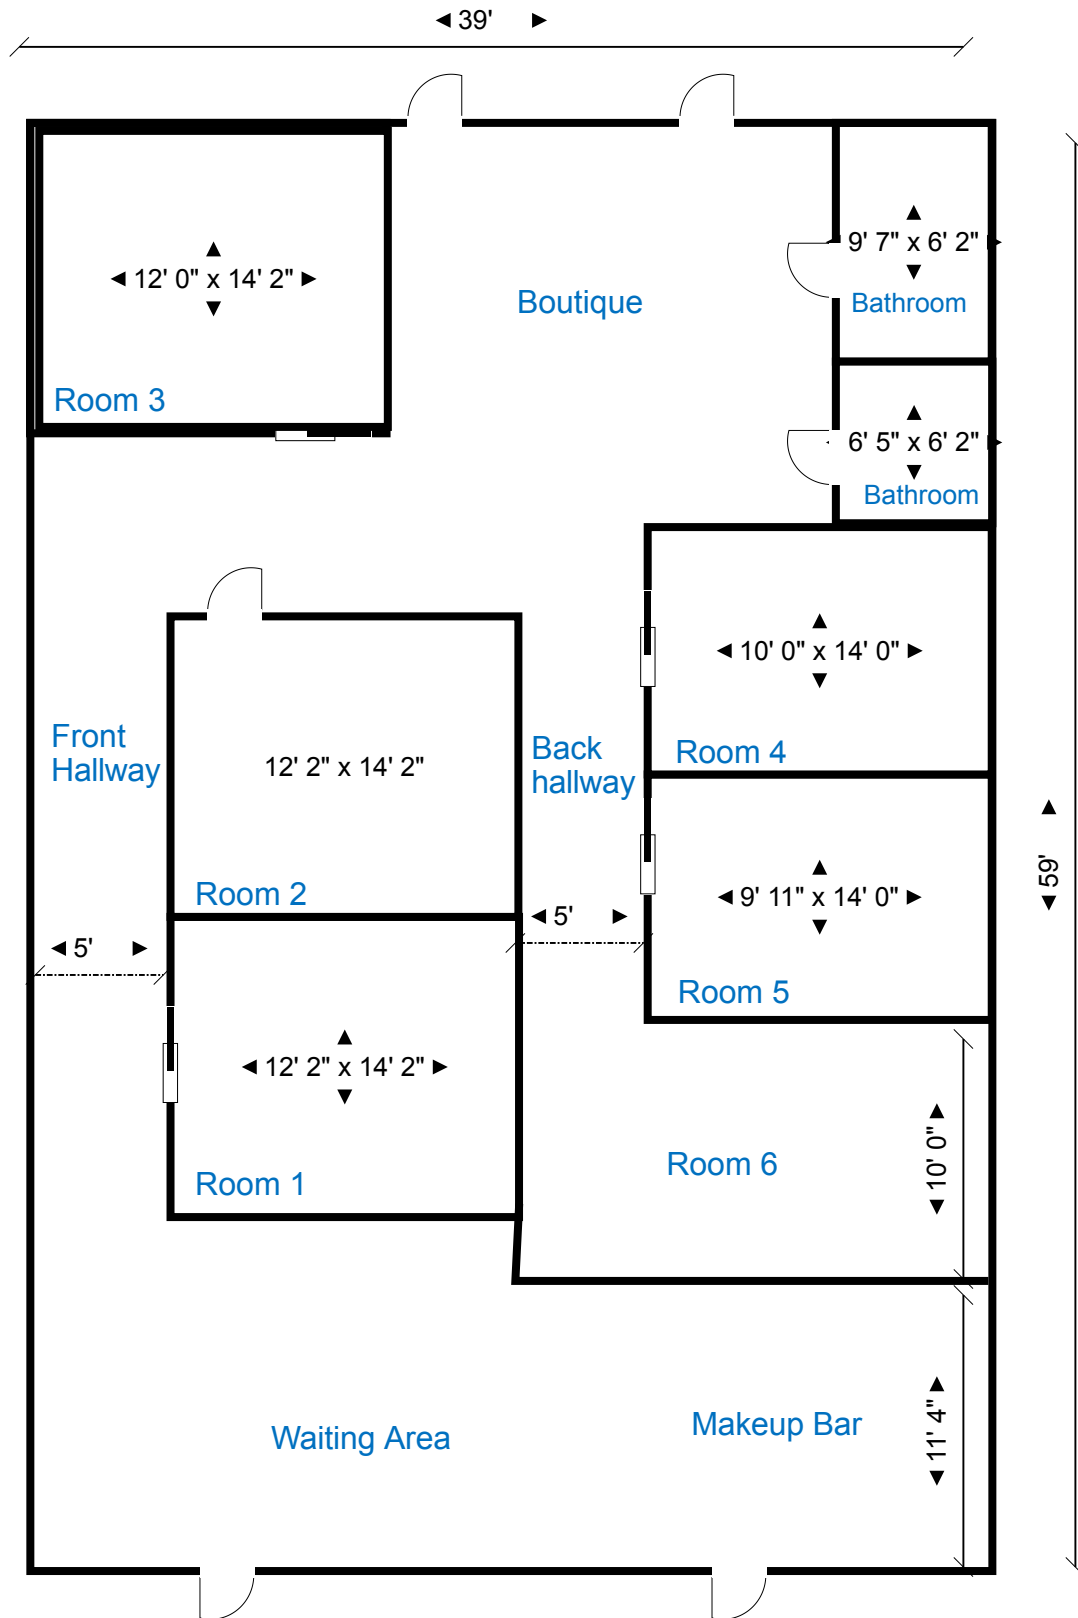 39'
9' 7" x 6' 2"
12' 0" x 14' 2"
Boutique
Bathroom
Room 3
6' 5" x 6' 2"
Bathroom
10' 0" x 14' 0"
Front
Hallway
Back
hallway
Room 4
12' 2" x 14' 2"
59'
Room 2
9' 11" x 14' 0"
5'
5'
Room 5
12' 2" x 14' 2"
Room 6
10' 0"
Room 1
Waiting Area
Makeup Bar
11' 4"